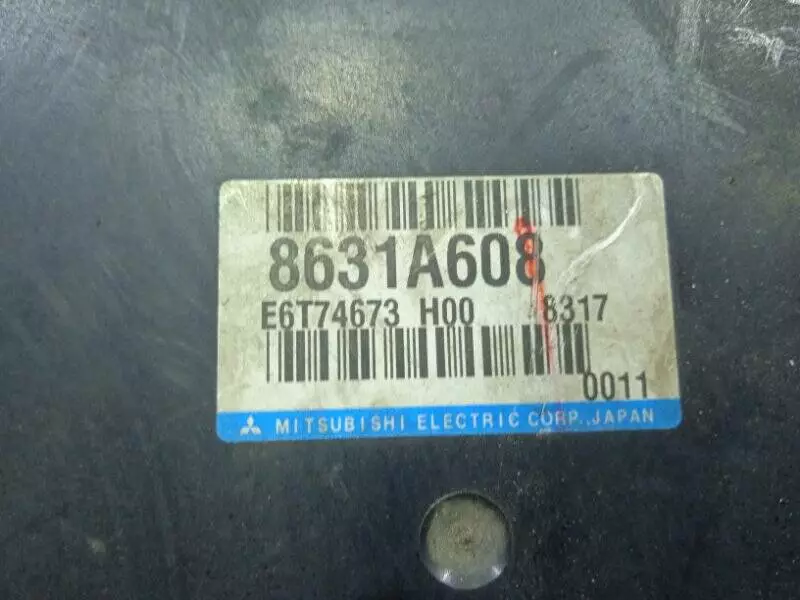 8631A608
E6T74673 H00 8317
0011
MITSUBISHI ELECTRIC CORP., JAPAN